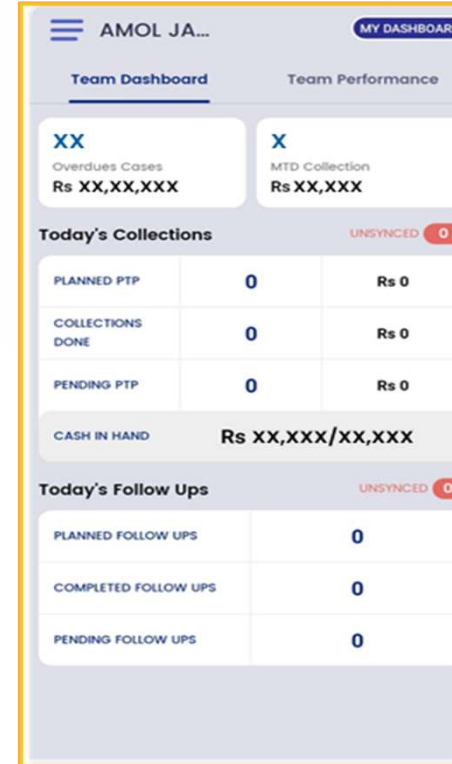 AMOL JA...
MY DASHBOAR
Team Dashboard Team Performance
XX X
Overdues Cases MTD Collection
Rs XX,XX,XXX Rs XX,XXX
Today's Collections UNSYNCED 0
PLANNED PTP 0 Rs 0
COLLECTIONS
DONE 0 Rs 0
PENDING PTP 0 Rs 0
CASH IN HAND Rs XX,XXX/XX,XXX
Today's Follow Ups UNSYNCED 0
PLANNED FOLLOW UPS 0
COMPLETED FOLLOW UPS 0
PENDING FOLLOW UPS 0